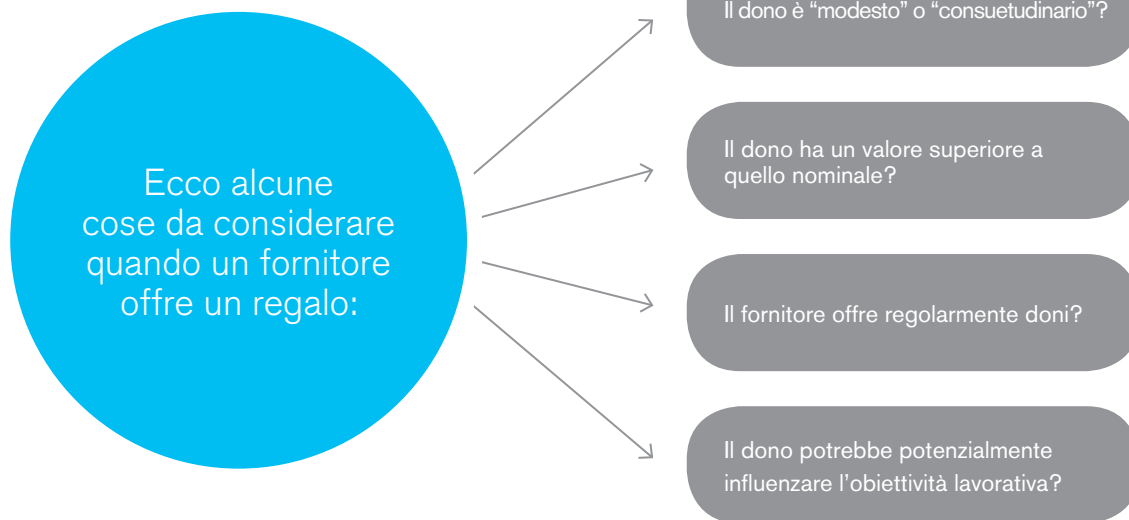 Ecco alcune
cose da considerare
quando un fornitore
offre un regalo:
Il dono è “modesto” o “consuetudinario”?
Il dono ha un valore superiore a
quello nominale?
Il fornitore offre regolarmente doni?
Il dono potrebbe potenzialmente
influenzare l’obiettività lavorativa?